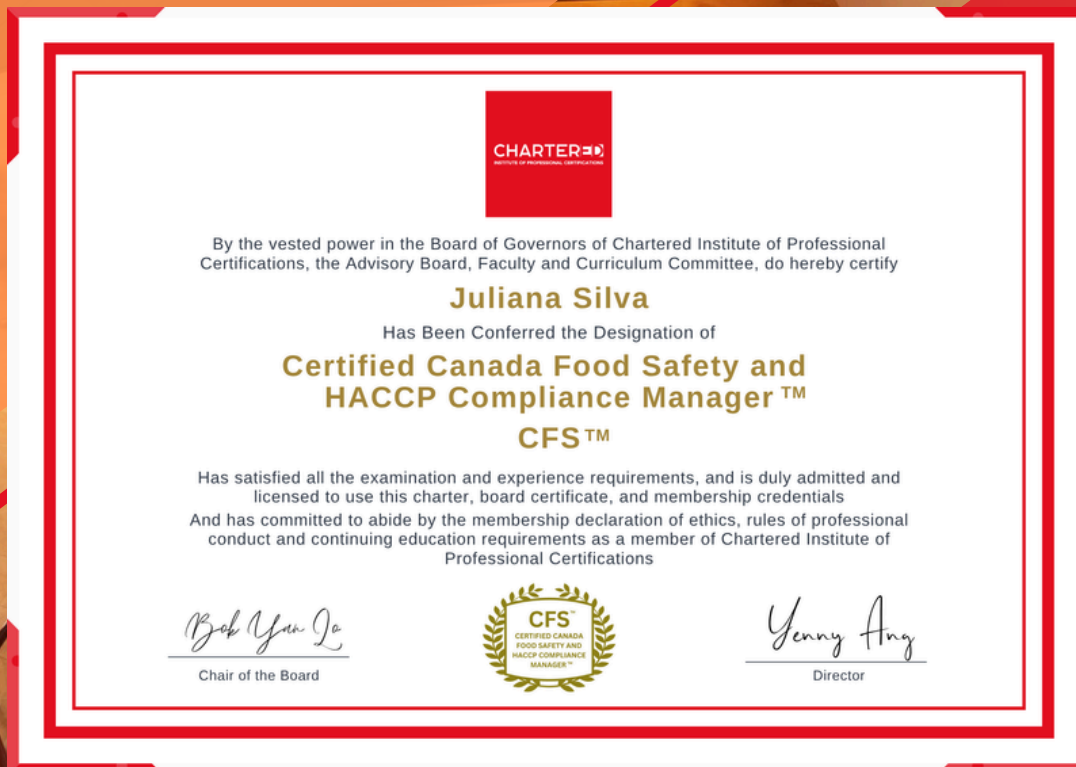 CHARTERED
INSTITUTE OF PROFESSIONAL CERTIFICATIONS
By the vested power in the Board of Governors of Chartered Institute of Professional
Certifications, the Advisory Board, Faculty and Curriculum Committee, do hereby certify
Juliana Silva
Has Been Conferred the Designation of
Certified Canada Food Safety and
HACCP Compliance Manager™
CFS™
Has satisfied all the examination and experience requirements, and is duly admitted and
licensed to use this charter, board certificate, and membership credentials
And has committed to abide by the membership declaration of ethics, rules of professional
conduct and continuing education requirements as a member of Chartered Institute of
Professional Certifications
Yenny Ang
Chair of the Board
CFS™
CERTIFIED CANADA
FOOD SAFETY AND
HACCP COMPLIANCE
MANAGER™
Director